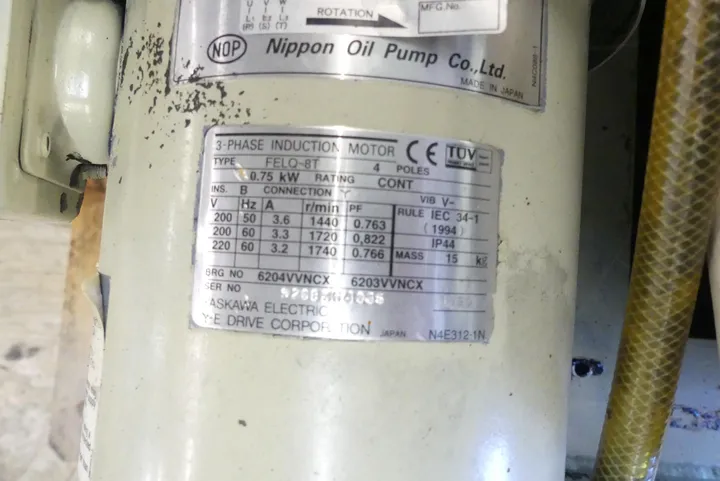 U V W
L1 L2 L3
(R) (S) (T)
ROTATION
MFG.No.
NOP Nippon Oil Pump Co.,Ltd.
MADE IN JAPAN
3-PHASE INDUCTION MOTOR CE TÜV
TYPE FELQ-8T 4 POLES
0.75 kW RATING CONT
INS. B CONNECTION Y VIB V-
V Hz A r/min PF RULE IEC 34-1
200 50 3.6 1440 0.763 (1994)
200 60 3.3 1720 0,822 IP44
220 60 3.2 1740 0.766 MASS 15 kg
BRG NO 6204VVNCX 6203VVNCX
SER NO
YASKAWA ELECTRIC
Y-E DRIVE CORPORATION JAPAN N4E312-1N